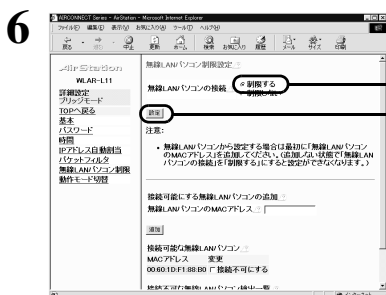 6
AIRCONNECT Series - AirStation - Microsoft Internet Explorer
ファイル(F) 編集(E) 表示(V) お気に入り(A) ツール(T) ヘルプ(H)
戻る 中止 更新 ホーム 検索 お気に入り 履歴 メール サイズ 印刷
AirStation
WLAR-L11
詳細設定
ブリッジモード
TOPへ戻る
基本
パスワード
時間
IPアドレス自動割当
パケットフィルタ
無線LANパソコン制限
動作モード切替
無線LANパソコン制限設定
無線LANパソコンの接続 制限する
設定
注意:
• 無線LANパソコンから設定する場合は最初に「無線LANパソコン
のMACアドレス」を追加してください。(追加しない状態で「無線LAN
パソコンの接続」を「制限する」にすると設定ができなくなります。)
接続可能にする無線LANパソコンの追加
無線LANパソコンのMACアドレス
追加
接続可能な無線LANパソコン
MACアドレス 変更
00:60:1D:F1:88:B0 接続不可にする